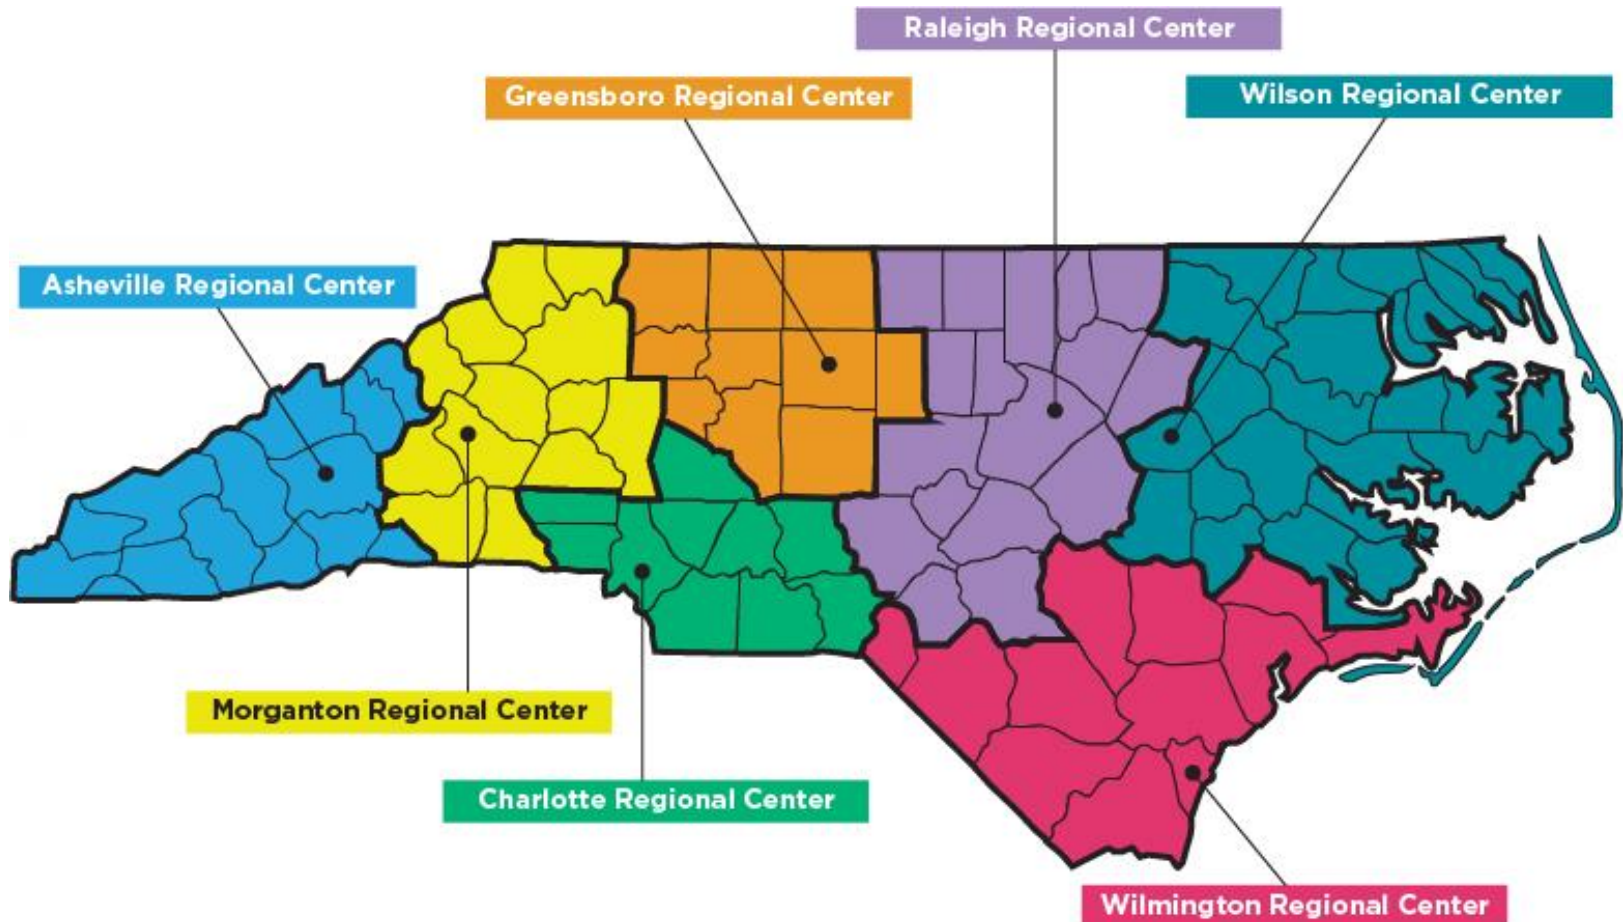 Raleigh Regional Center
Greensboro Regional Center
Wilson Regional Center
Asheville Regional Center
Morganton Regional Center
Charlotte Regional Center
Wilmington Regional Center